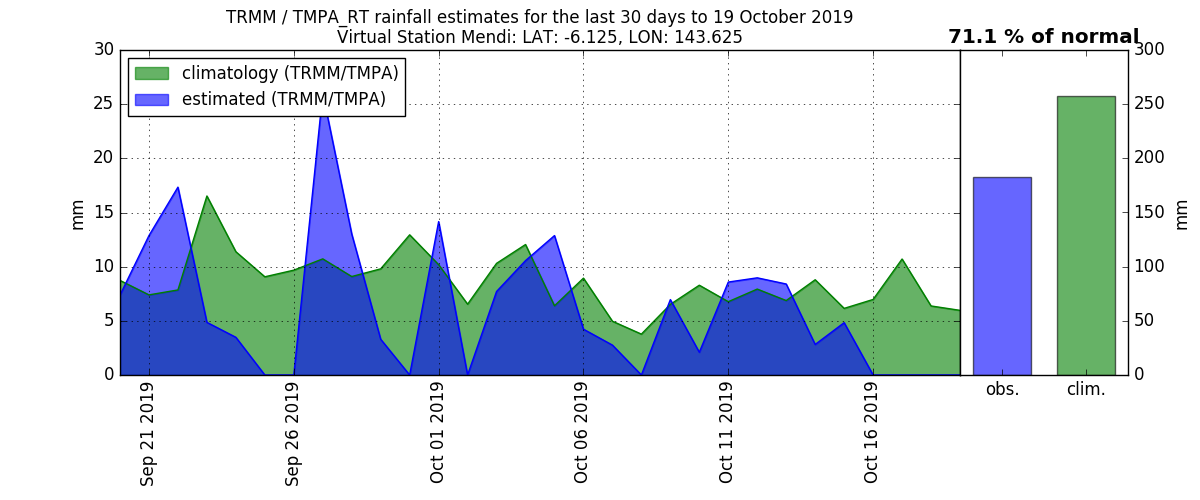 TRMM / TMPA_RT rainfall estimates for the last 30 days to 19 October 2019
Virtual Station Mendi: LAT: -6.125, LON: 143.625
71.1 % of normal
climatology (TRMM/TMPA)
estimated (TRMM/TMPA)
30
25
20
15
10
5
0
mm
Sep 21 2019
Sep 26 2019
Oct 01 2019
Oct 06 2019
Oct 11 2019
Oct 16 2019
obs.
clim.
300
250
200
150
100
50
0
mm